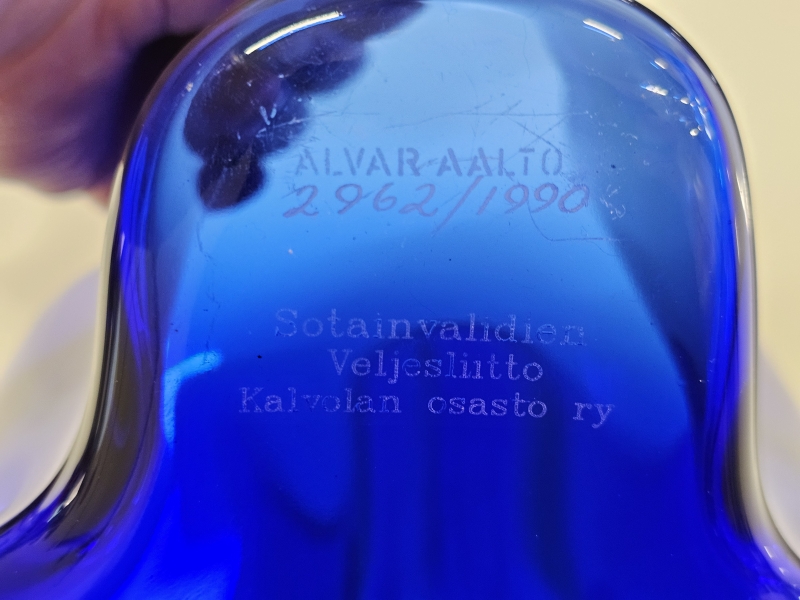 ALVAR AALTO
2962/1990
Sotainvalidien
Veljesliitto
Kalvolan osasto ry